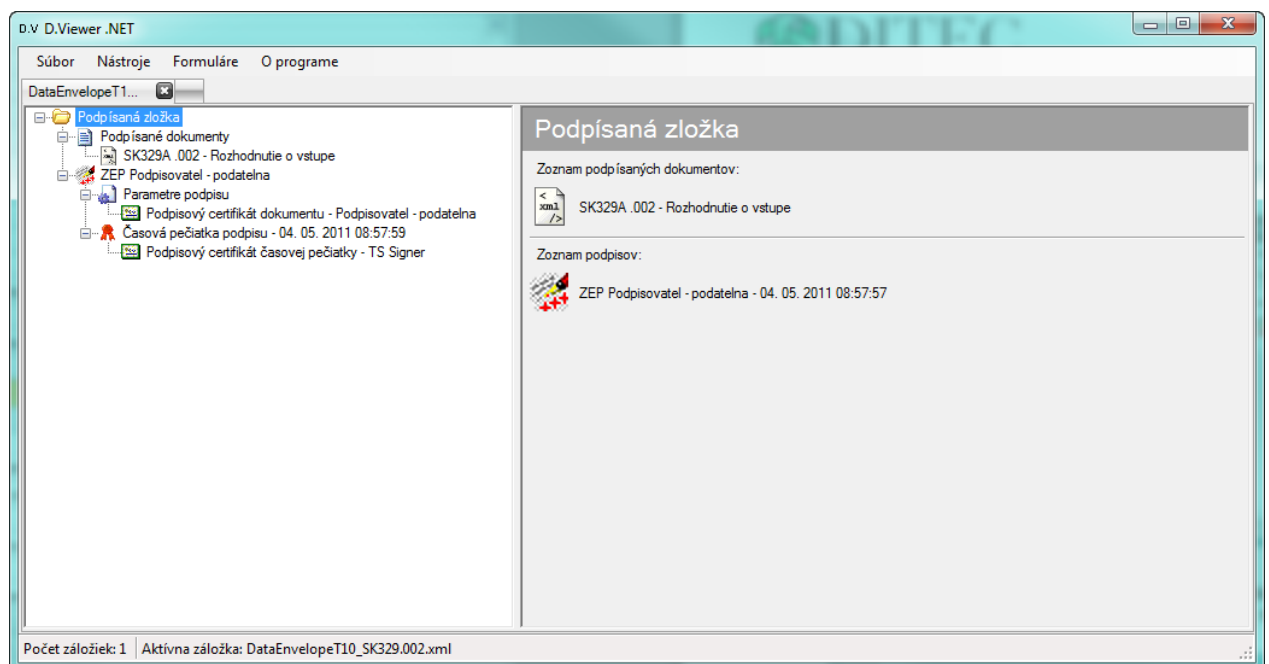 D.V D.Viewer .NET
DITEC
Súbor Nástroje Formuláre O programe
DataEnvelopeT1...
Podpísaná zložka
Podpísané dokumenty
SK329A .002 - Rozhodnutie o vstupe
ZEP Podpisovatel - podatelna
Parametre podpisu
Podpisový certifikát dokumentu - Podpisovatel - podatelna
Časová pečiatka podpisu - 04. 05. 2011 08:57:59
Podpisový certifikát časovej pečiatky - TS Signer
Podpísaná zložka
Zoznam podpísaných dokumentov:
< xml />
SK329A .002 - Rozhodnutie o vstupe
Zoznam podpisov:
ZEP Podpisovatel - podatelna - 04. 05. 2011 08:57:57
Počet záložiek: 1 Aktívna záložka: DataEnvelopeT10_SK329.002.xml